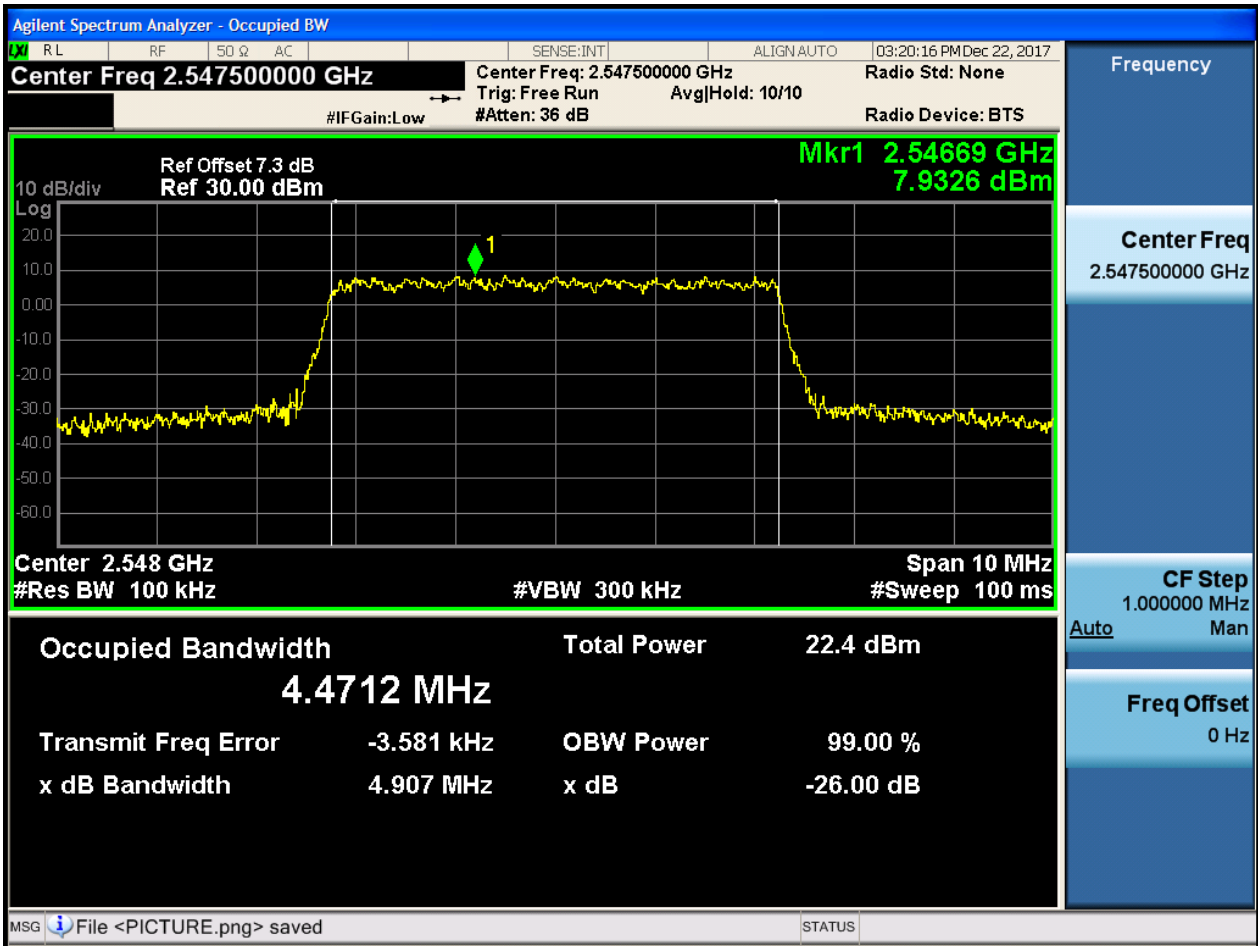 Agilent Spectrum Analyzer - Occupied BW
LXI RL RF 50 Ω AC SENSE:INT ALIGN AUTO 03:20:16 PM Dec 22, 2017
Center Freq 2.547500000 GHz
Center Freq: 2.547500000 GHz Radio Std: None
Trig: Free Run Avg|Hold: 10/10
#IFGain:Low #Atten: 36 dB Radio Device: BTS
Mkr1 2.54669 GHz
7.9326 dBm
Ref Offset 7.3 dB
10 dB/div Ref 30.00 dBm
Log
20.0
10.0
0.00
-10.0
-20.0
-30.0
-40.0
-50.0
-60.0
1
Center 2.548 GHz Span 10 MHz
#Res BW 100 kHz #VBW 300 kHz #Sweep 100 ms
Occupied Bandwidth Total Power 22.4 dBm
4.4712 MHz
Transmit Freq Error -3.581 kHz OBW Power 99.00 %
x dB Bandwidth 4.907 MHz x dB -26.00 dB
Frequency
Center Freq
2.547500000 GHz
CF Step
1.000000 MHz
Auto Man
Freq Offset
0 Hz
MSG File <PICTURE.png> saved STATUS